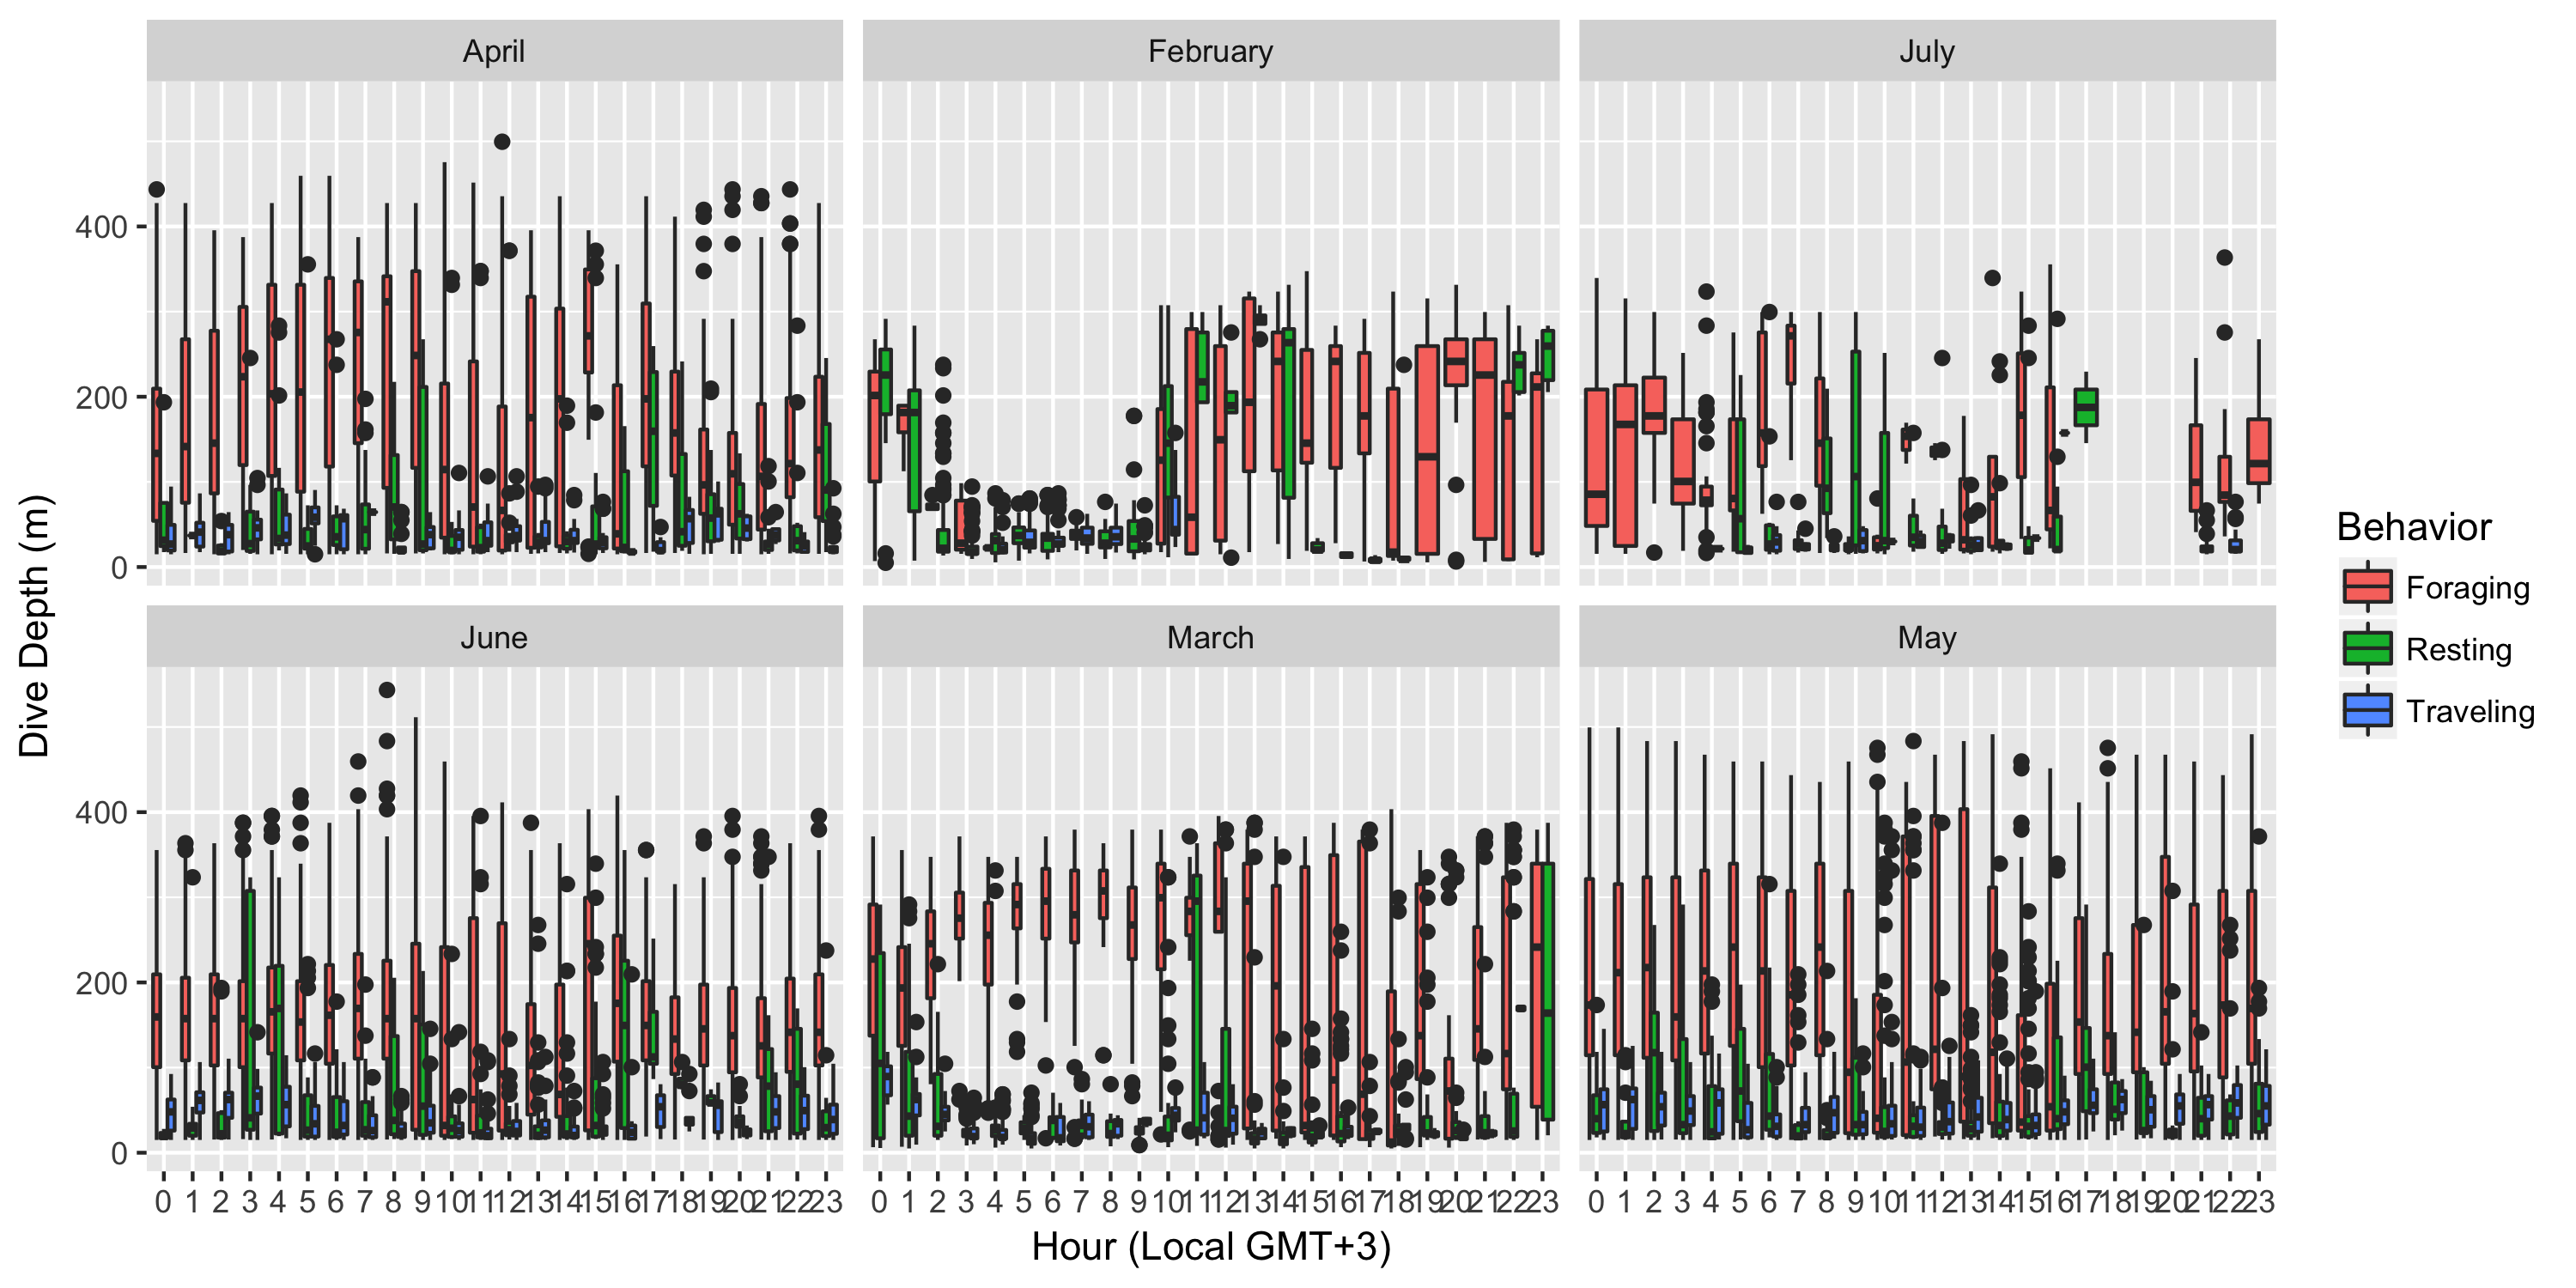 April February July
400
200
0
June March May
400
200
0
0 1 2 3 4 5 6 7 8 9 10 11 12 13 14 15 16 17 18 19 20 21 22 23 0 1 2 3 4 5 6 7 8 9 10 11 12 13 14 15 16 17 18 19 20 21 22 23 0 1 2 3 4 5 6 7 8 9 10 11 12 13 14 15 16 17 18 19 20 21 22 23
Hour (Local GMT+3)
Dive Depth (m)
Behavior
Foraging
Resting
Traveling